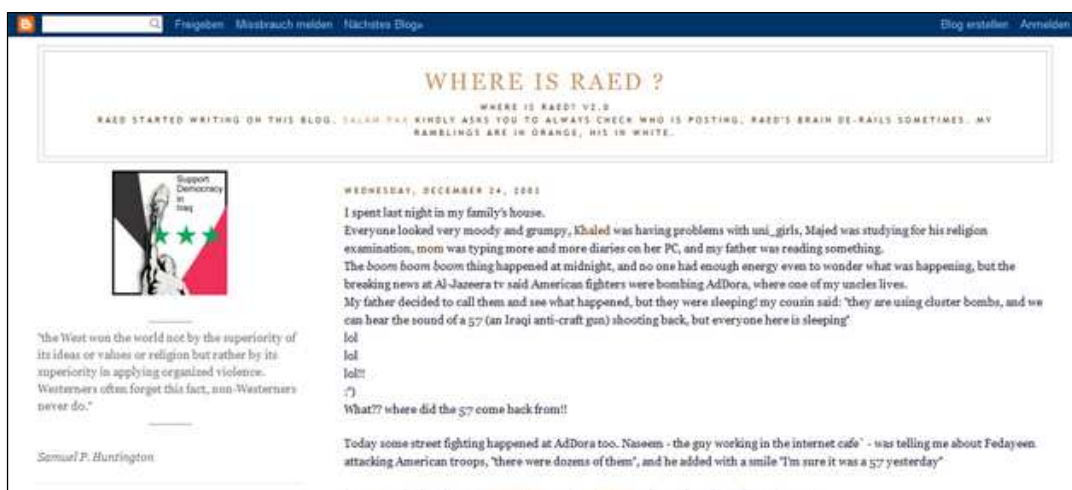 Freigeben Missbrauch melden Nächstes Blog» Blog erstellen Anmelden
WHERE IS RAED ?
WHERE IS RAED? V2.0
RAED STARTED WRITING ON THIS BLOG. SALAM PAX KINDLY ASKS YOU TO ALWAYS CHECK WHO IS POSTING, RAED'S BRAIN DE-RAILS SOMETIMES. MY
RAMBLINGS ARE IN ORANGE, HIS IN WHITE.
Support
Democracy
in
Iraq
"the West won the world not by the superiority of
its ideas or values or religion but rather by its
superiority in applying organized violence.
Westerners often forget this fact, non-Westerners
never do."
Samuel P. Huntington
WEDNESDAY, DECEMBER 24, 2003
I spent last night in my family's house.
Everyone looked very moody and grumpy, Khaled was having problems with uni_girls, Majed was studying for his religion
examination, mom was typing more and more diaries on her PC, and my father was reading something.
The boom boom boom thing happened at midnight, and no one had enough energy even to wonder what was happening, but the
breaking news at Al-Jazeera tv said American fighters were bombing AdDora, where one of my uncles lives.
My father decided to call them and see what happened, but they were sleeping! my cousin said: "they are using cluster bombs, and we
can hear the sound of a 57 (an Iraqi anti-craft gun) shooting back, but everyone here is sleeping"
lol
lol
lol!!
:")
What?? where did the 57 come back from!!
Today some street fighting happened at AdDora too. Naseem - the guy working in the internet cafe` - was telling me about Fedayeen
attacking American troops, "there were dozens of them", and he added with a smile "I'm sure it was a 57 yesterday"